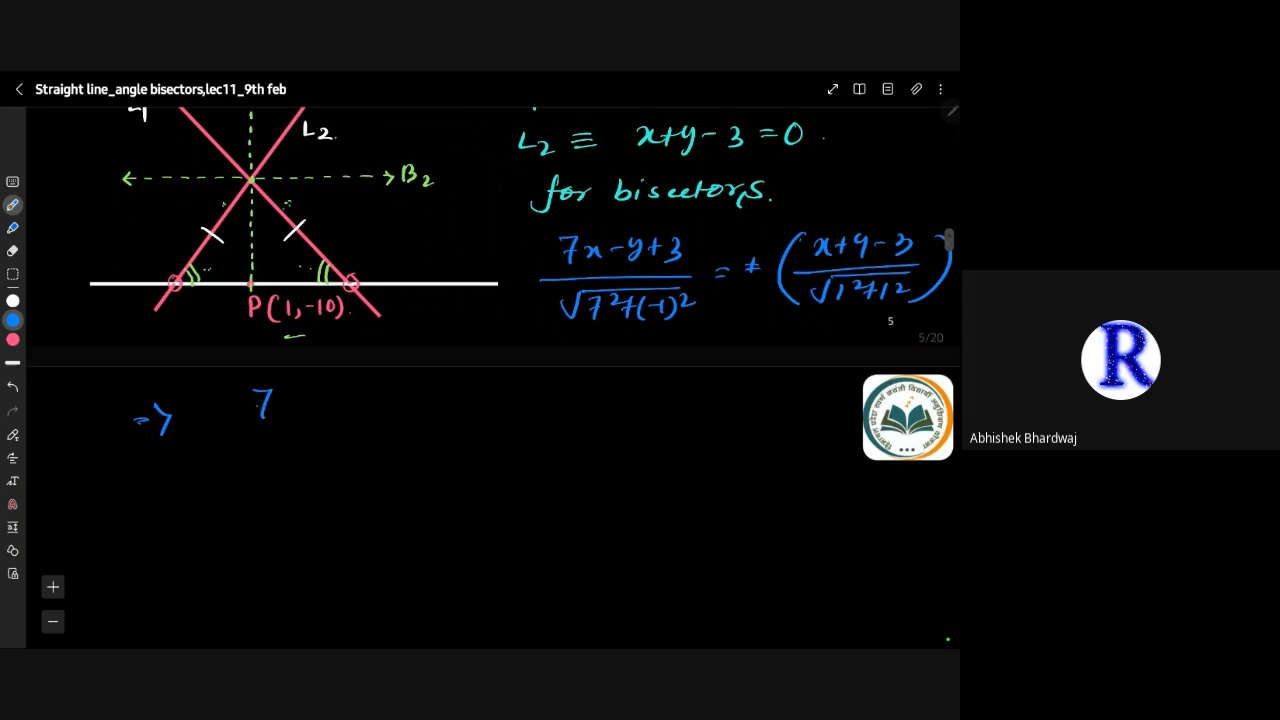 Straight line_angle bisectors,lec11_9th feb
L2
B2
P(1,-10).
L2 ≡ x+y-3=0.
for bisectors.
7x-y+3 / √7²+(-1)² = ± (x+y-3 / √1²+1²)
5
5/20
=> 7
Abhishek Bhardwaj
R